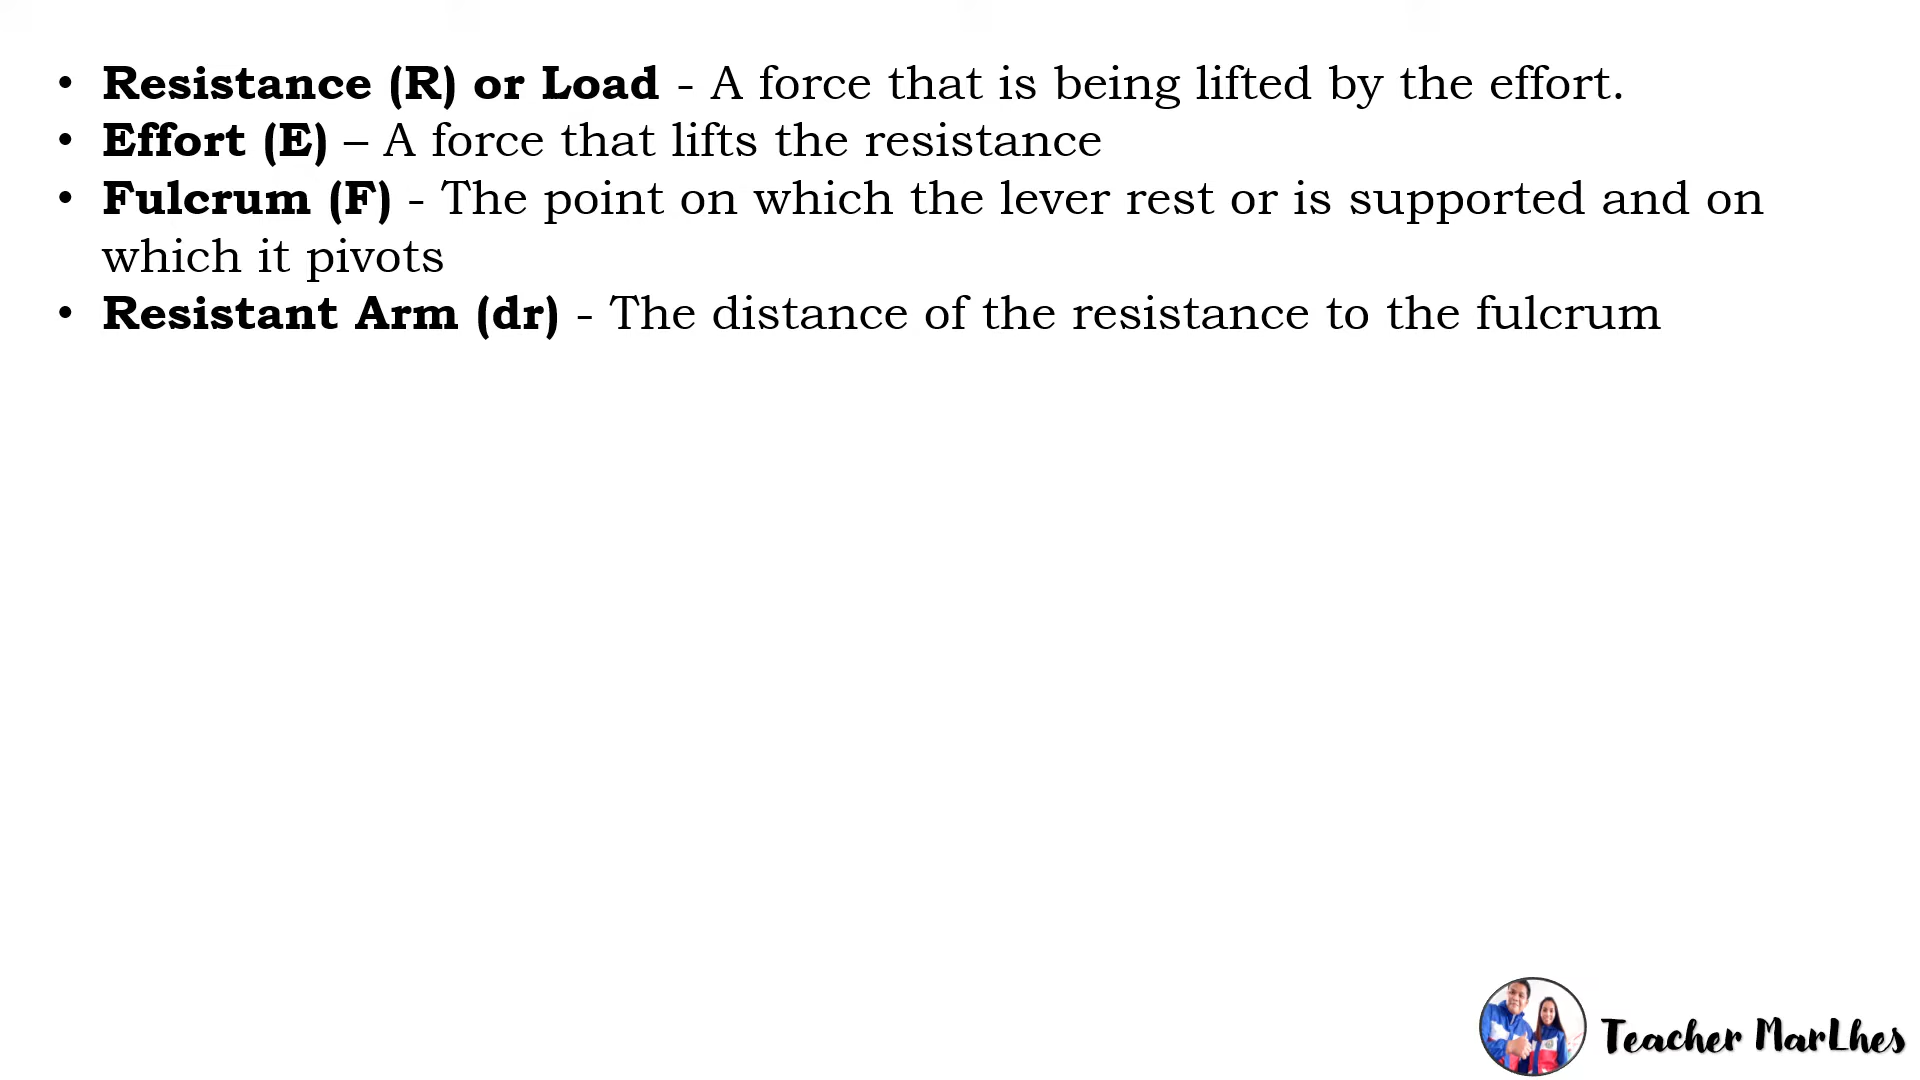 • Resistance (R) or Load - A force that is being lifted by the effort.
• Effort (E) – A force that lifts the resistance
• Fulcrum (F) - The point on which the lever rest or is supported and on
which it pivots
• Resistant Arm (dr) - The distance of the resistance to the fulcrum
Teacher MarLhes